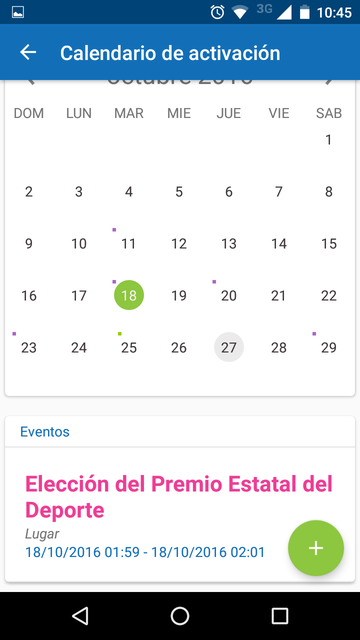 3G 10:45
Calendario de activación
octubre 2016
DOM LUN MAR MIE JUE VIE SAB
1
2 3 4 5 6 7 8
9 10 11 12 13 14 15
16 17 18 19 20 21 22
23 24 25 26 27 28 29
Eventos
Elección del Premio Estatal del
Deporte
Lugar
18/10/2016 01:59 - 18/10/2016 02:01